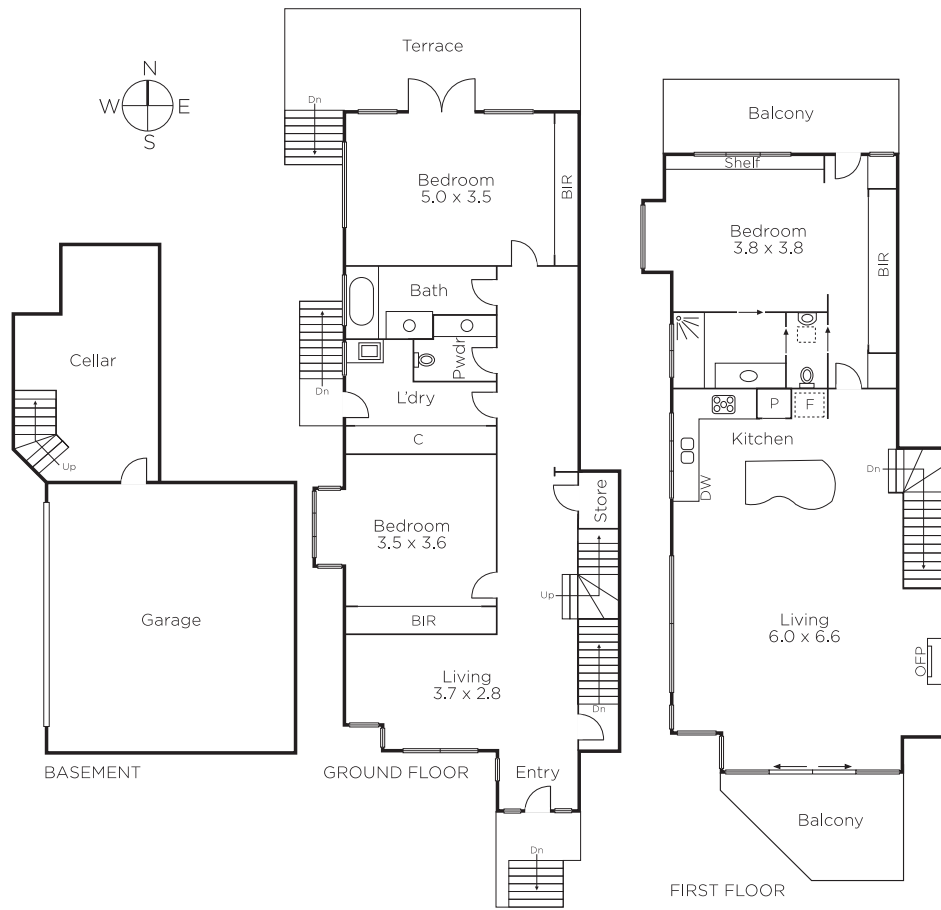 N
W E
S
Cellar
Up
Garage
BASEMENT
Terrace
Dn
Bedroom
5.0 x 3.5
BIR
Bath
Pwdr
Dn
L'dry
C
Bedroom
3.5 x 3.6
Store
Up
BIR
Living
3.7 x 2.8
Dn
Entry
GROUND FLOOR
Dn
Balcony
Shelf
Bedroom
3.8 x 3.8
BIR
P
F
Kitchen
DW
Dn
Living
6.0 x 6.6
OFP
Balcony
FIRST FLOOR